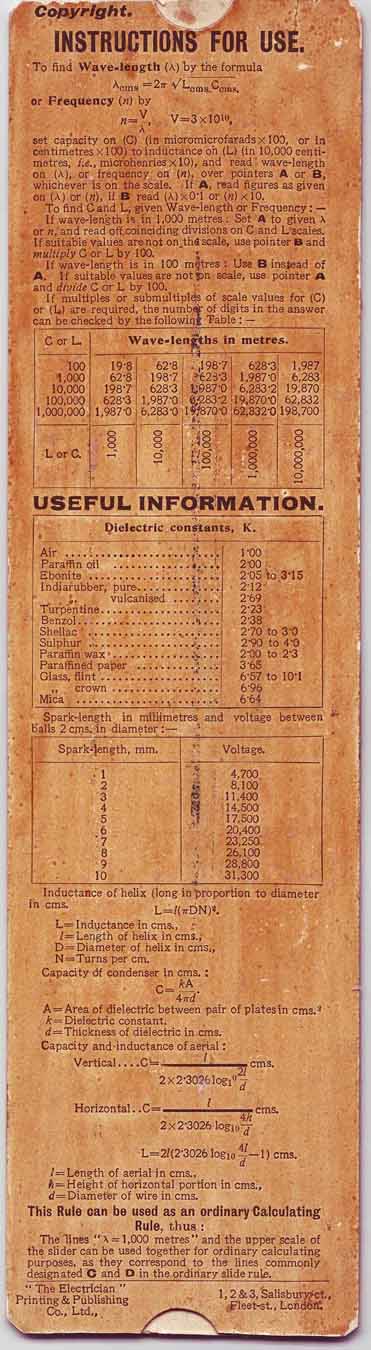 Copyright.
INSTRUCTIONS FOR USE.
To find Wave-length (λ) by the formula
λcms =2π √Lcms. Ccms.
or Frequency (n) by
n= V/λ, V=3×10¹⁰,
set capacity on (C) (in micromicrofarads×100, or in
centimetres×100) to inductance on (L) (in 10,000 centi-
metres, i.e., microhenries×10), and read wave-length
on (λ), or frequency on (n), over pointers A or B,
whichever is on the scale. If A, read figures as given
on (λ) or (n), if B read (λ)×0·1 or (n)×10.
To find C and L, given Wave-length or Frequency:—
If wave-length is in 1,000 metres: Set A to given λ
or n, and read off coinciding divisions on C and L scales.
If suitable values are not on the scale, use pointer B and
multiply C or L by 100.
If wave-length is in 100 metres: Use B instead of
A. If suitable values are not on scale, use pointer A
and divide C or L by 100.
If multiples or submultiples of scale values for (C)
or (L) are required, the number of digits in the answer
can be checked by the following Table:—
C or L. Wave-lengths in metres.
100 19·8 62·8 198·7 628·3 1,987
1,000 62·8 198·7 628·3 1,987·0 6,283
10,000 198·7 628·3 1,987·0 6,283·2 19,870
100,000 628·3 1,987·0 6,283·2 19,870·0 62,832
1,000,000 1,987·0 6,283·0 19,870·0 62,832·0 198,700
L or C. 1,000 10,000 100,000 1,000,000 10,000,000
USEFUL INFORMATION.
Dielectric constants, K.
Air 1·00
Paraffin oil 2·00
Ebonite 2·05 to 3·15
Indiarubber, pure 2·12
„ vulcanised 2·69
Turpentine 2·23
Benzol 2·38
Shellac 2·70 to 3·0
Sulphur 2·90 to 4·0
Paraffin wax 2·00 to 2·3
Paraffined paper 3·65
Glass, flint 6·57 to 10·1
„ crown 6·96
Mica 6·64
Spark-length in millimetres and voltage between
balls 2 cms. in diameter:—
Spark-length, mm. Voltage.
1 4,700
2 8,100
3 11,400
4 14,500
5 17,500
6 20,400
7 23,250
8 26,100
9 28,800
10 31,300
Inductance of helix (long in proportion to diameter
in cms. L=l(πDN)².
L=Inductance in cms.,
l=Length of helix in cms.,
D=Diameter of helix in cms.,
N=Turns per cm.
Capacity of condenser in cms.:
C= kA/4πd.
A=Area of dielectric between pair of plates in cms.²
k=Dielectric constant.
d=Thickness of dielectric in cms.
Capacity and inductance of aerial:
Vertical....C= l / 2×2·3026 log₁₀ 2l/d cms.
Horizontal..C= l / 2×2·3026 log₁₀ 4h/d cms.
L=2l(2·3026 log₁₀ 4l/d −1) cms.
l=Length of aerial in cms.,
h=Height of horizontal portion in cms.,
d=Diameter of wire in cms.
This Rule can be used as an ordinary Calculating
Rule, thus:
The lines “λ=1,000 metres” and the upper scale of
the slider can be used together for ordinary calculating
purposes, as they correspond to the lines commonly
designated C and D in the ordinary slide rule.
“The Electrician”
Printing & Publishing
Co., Ltd.,
1, 2 & 3, Salisbury-ct.,
Fleet-st., London.